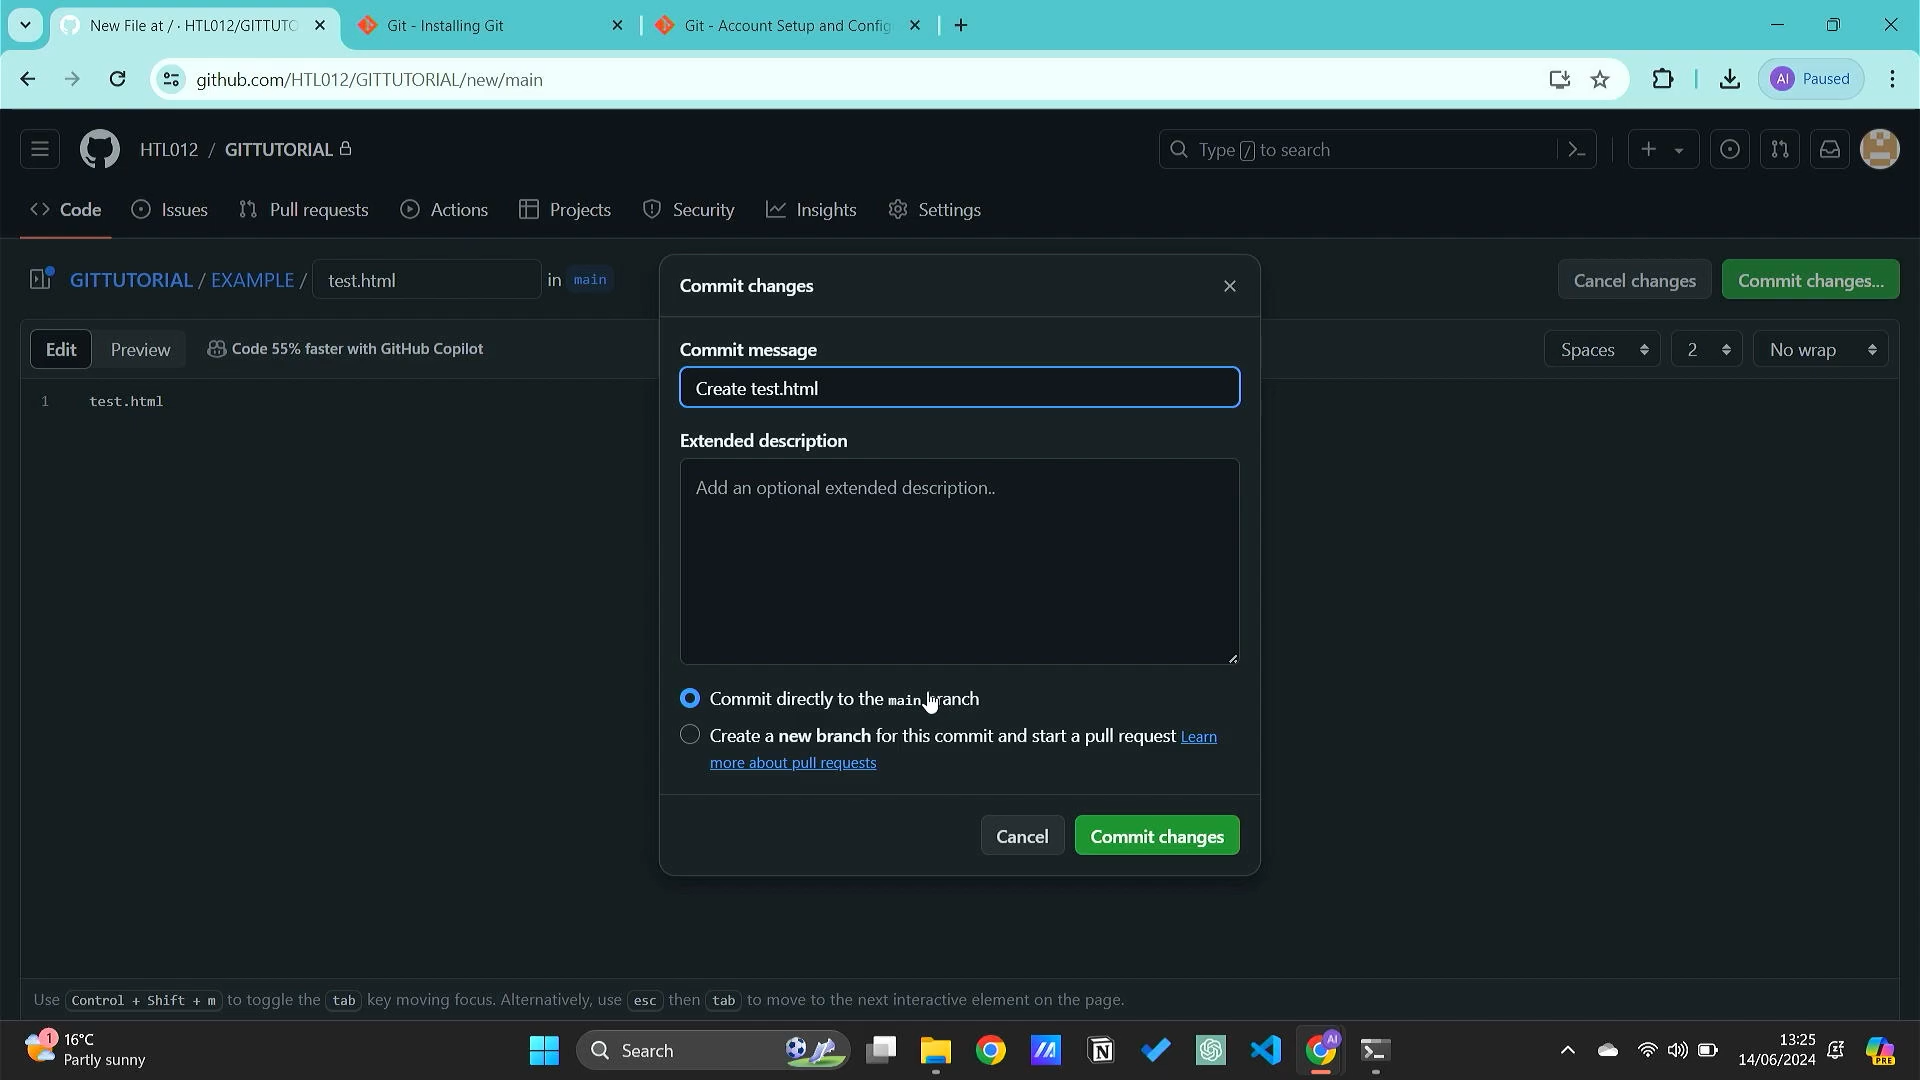 New File at / · HTL012/GITTUTO
Git - Installing Git
Git - Account Setup and Config
github.com/HTL012/GITTUTORIAL/new/main
AI Paused
HTL012 / GITTUTORIAL
Type / to search
Code
Issues
Pull requests
Actions
Projects
Security
Insights
Settings
GITTUTORIAL / EXAMPLE / test.html in main
Cancel changes
Commit changes...
Edit
Preview
Code 55% faster with GitHub Copilot
Spaces
2
No wrap
1 test.html
Commit changes
Commit message
Create test.html
Extended description
Add an optional extended description..
Commit directly to the main branch
Create a new branch for this commit and start a pull request Learn
more about pull requests
Cancel
Commit changes
Use Control + Shift + m to toggle the tab key moving focus. Alternatively, use esc then tab to move to the next interactive element on the page.
1
16°C
Partly sunny
Search
AI
13:25
14/06/2024
PRE